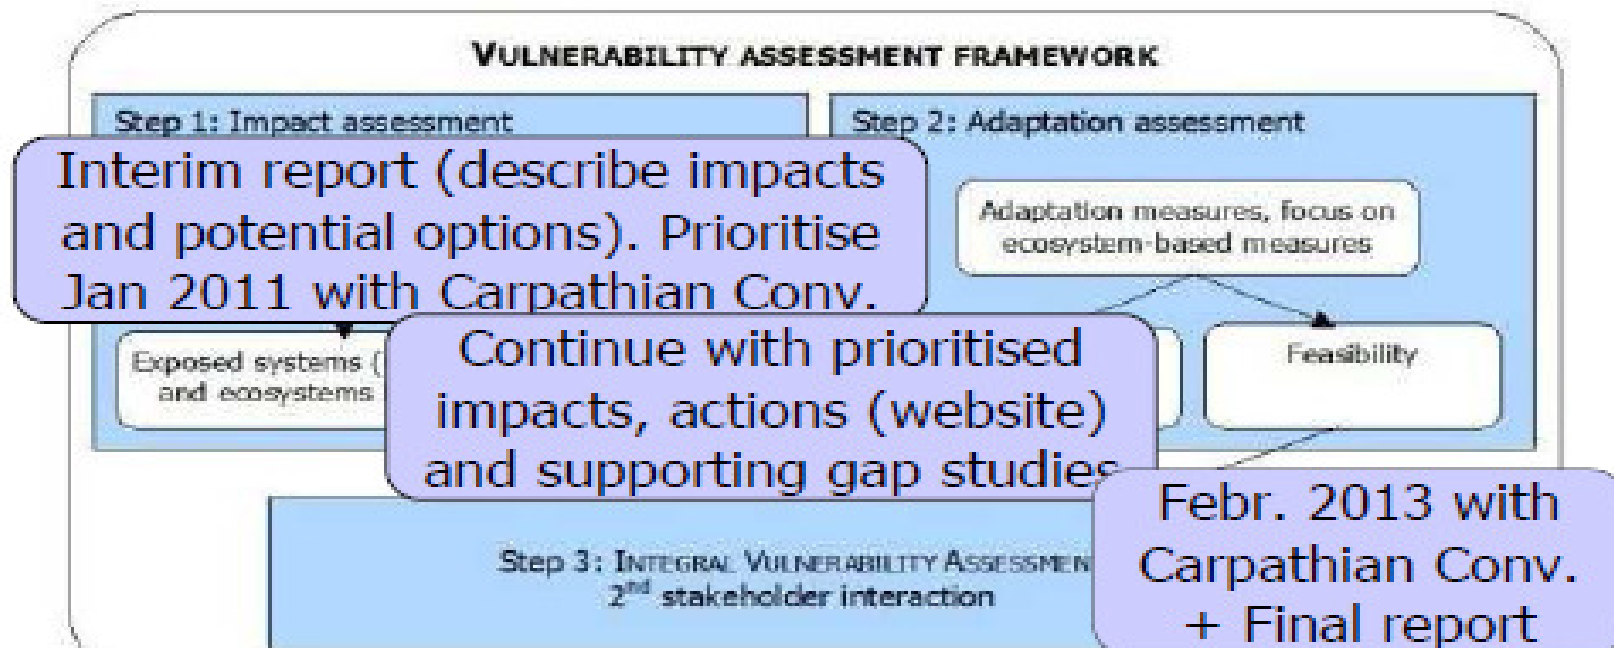 VULNERABILITY ASSESSMENT FRAMEWORK
Step 1: Impact assessment
Step 2: Adaptation assessment
Interim report (describe impacts
and potential options). Prioritise
Jan 2011 with Carpathian Conv.
Adaptation measures, focus on
ecosystem-based measures
Exposed systems (
and ecosystems
Continue with prioritised
impacts, actions (website)
and supporting gap studies
Feasibility
Febr. 2013 with
Carpathian Conv.
+ Final report
Step 3: INTEGRAL VULNERABILITY ASSESSMEN
2nd stakeholder interaction